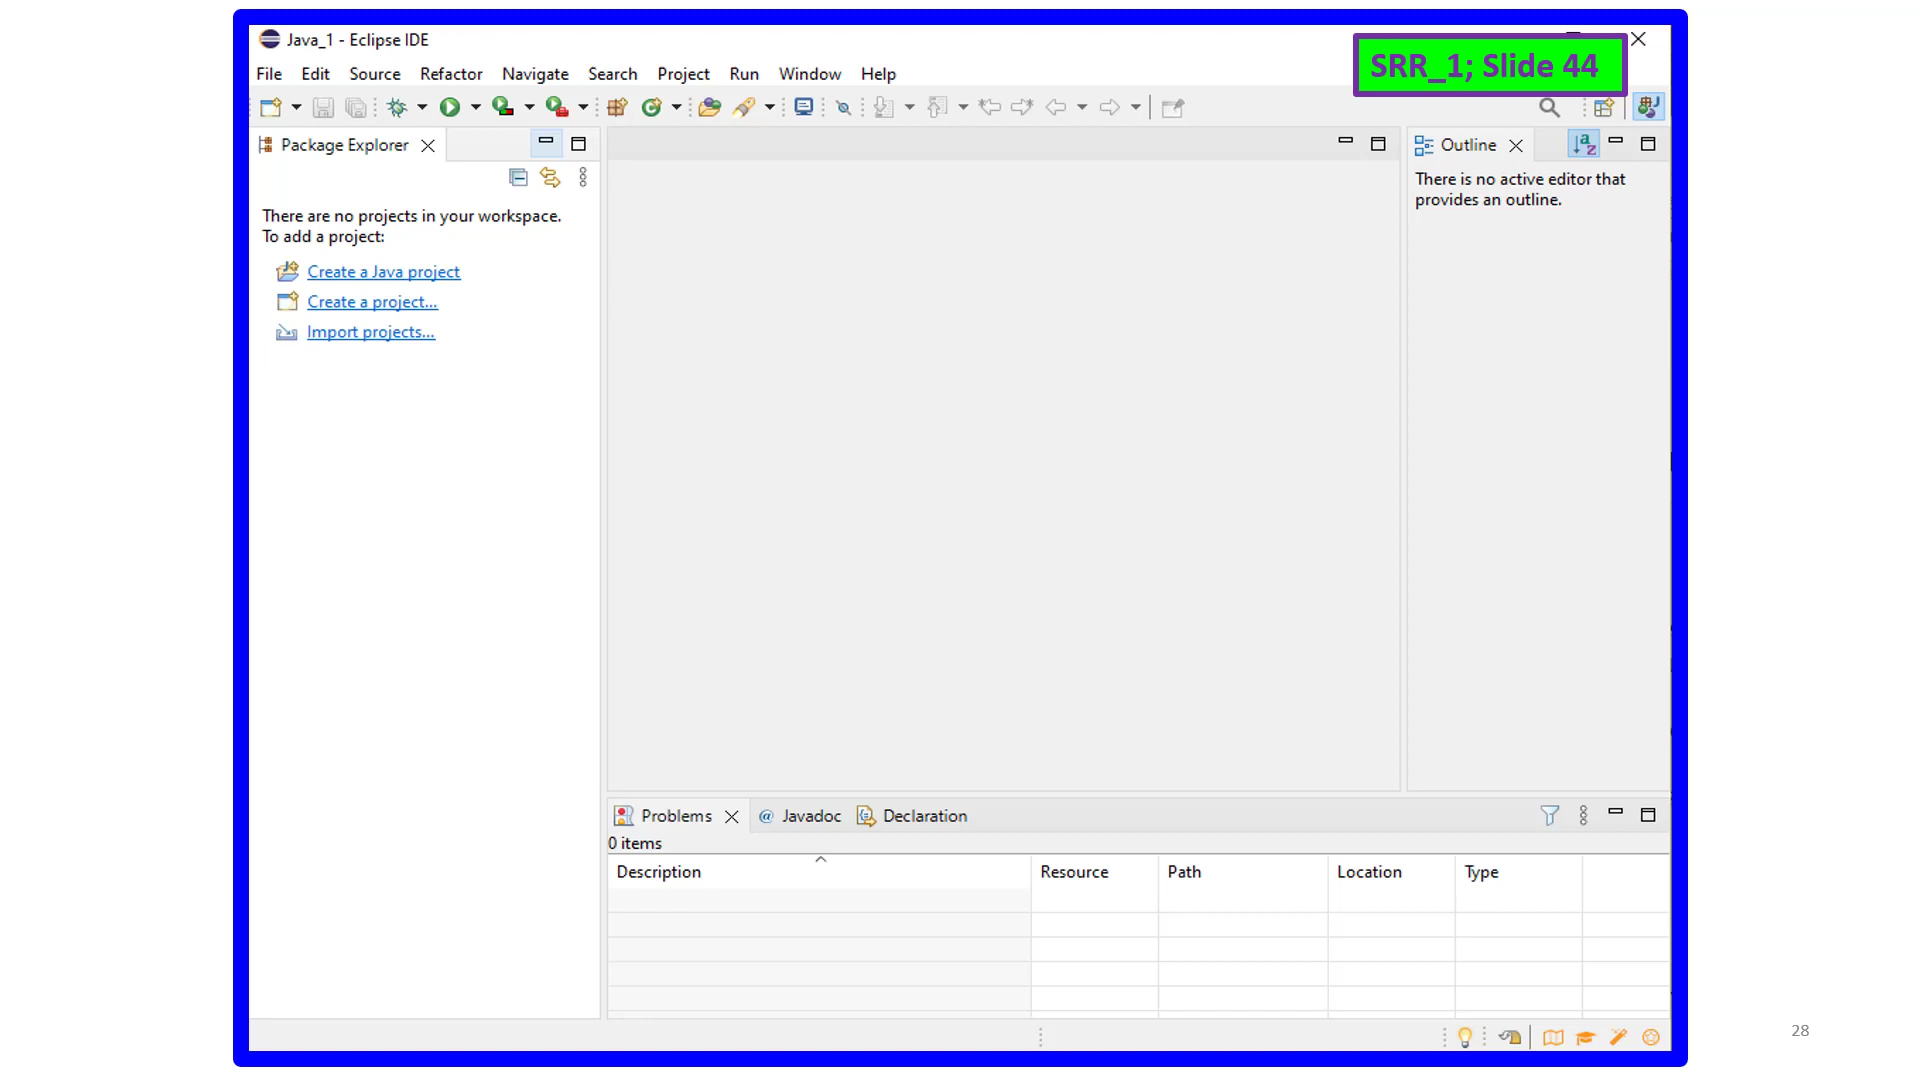 Java_1 - Eclipse IDE
SRR_1; Slide 44
File Edit Source Refactor Navigate Search Project Run Window Help
Package Explorer
Outline
There is no active editor that
provides an outline.
There are no projects in your workspace.
To add a project:
Create a Java project
Create a project...
Import projects...
Problems @ Javadoc Declaration
0 items
Description Resource Path Location Type
28